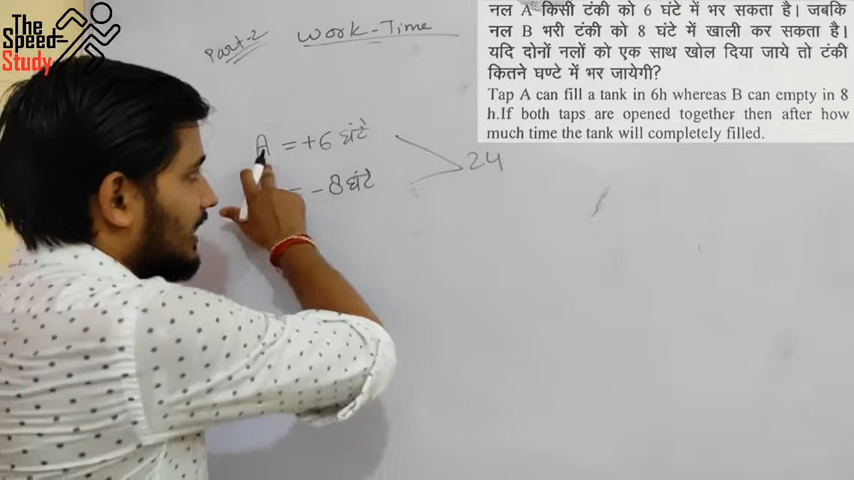 The
Speed
Study
Part-2
Work-Time
नल A किसी टंकी को 6 घंटे में भर सकता है। जबकि
नल B भरी टंकी को 8 घंटे में खाली कर सकता है।
यदि दोनों नलों को एक साथ खोल दिया जाये तो टंकी
कितने घण्टे में भर जायेगी?
Tap A can fill a tank in 6h whereas B can empty in 8
h.If both taps are opened together then after how
much time the tank will completely filled.
A = +6 घंटे
= -8 घंटे
24